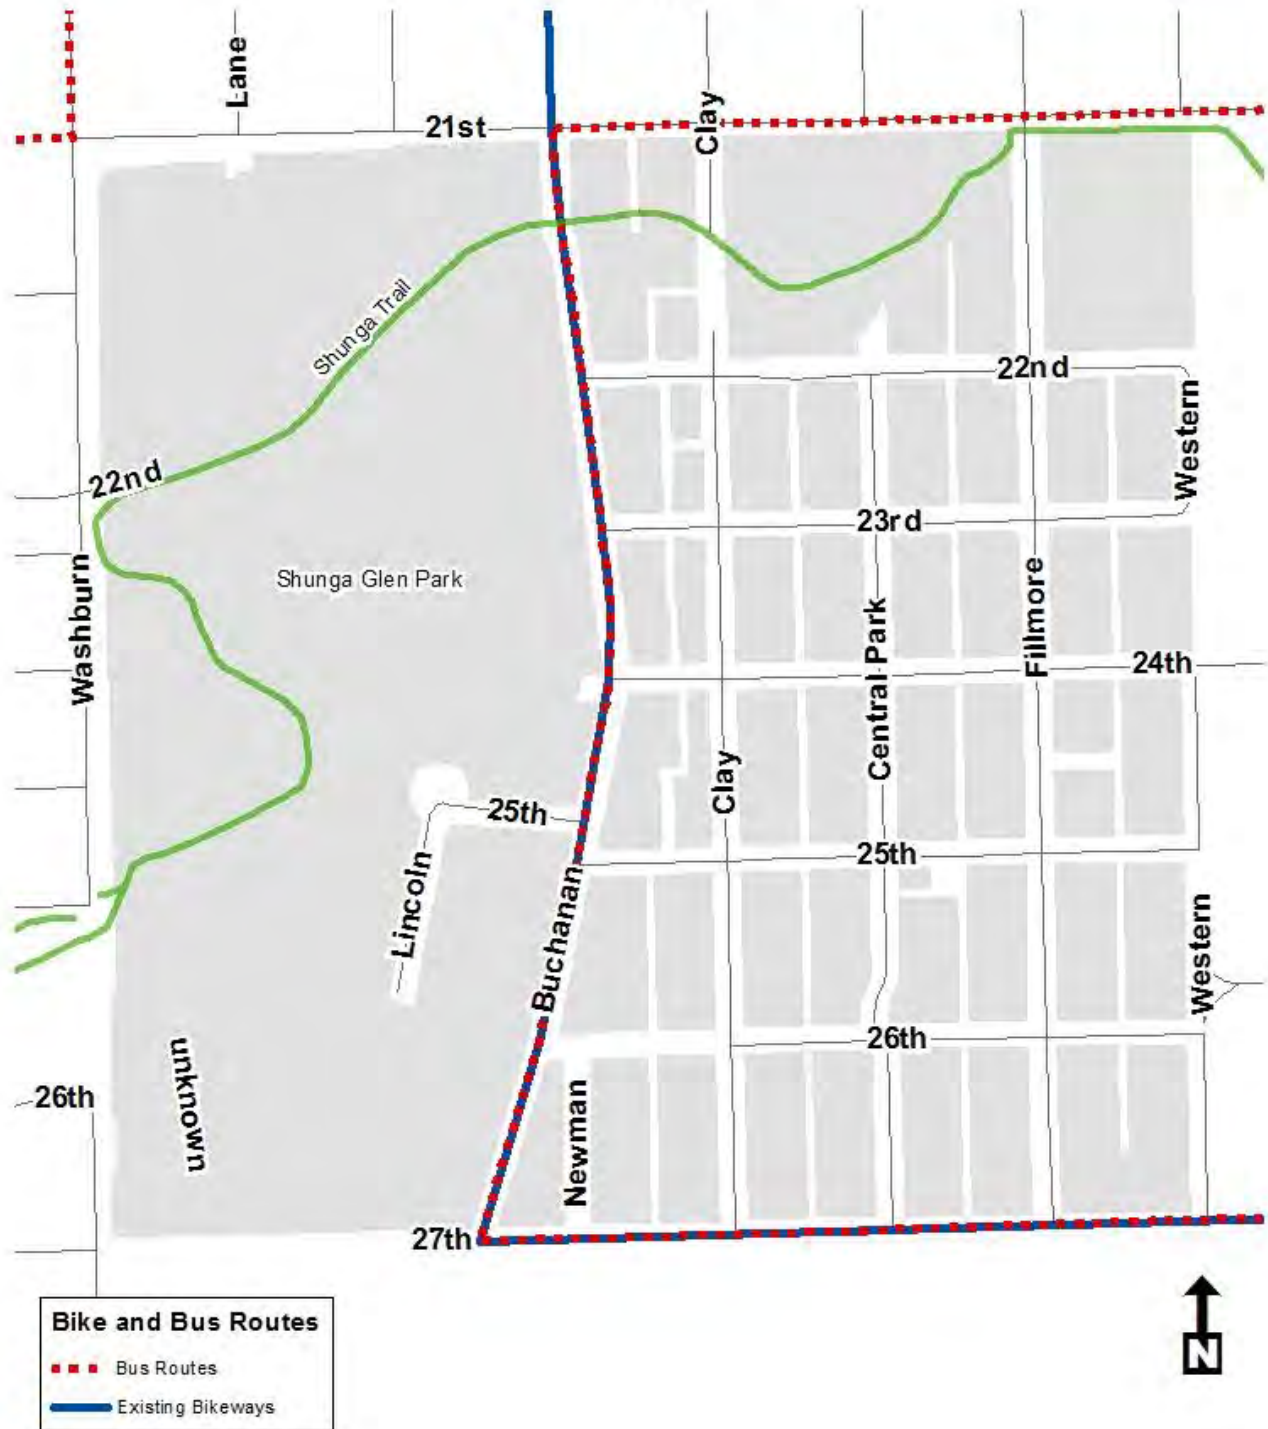 Lane
Clay
21st
Shunga Trail
22nd
22nd
Western
23rd
Shunga Glen Park
Washburn
Central Park
Fillmore
24th
Clay
25th
25th
Lincoln
Buchanan
Western
26th
unknown
26th
Newman
27th
Bike and Bus Routes
Bus Routes
Existing Bikeways
N